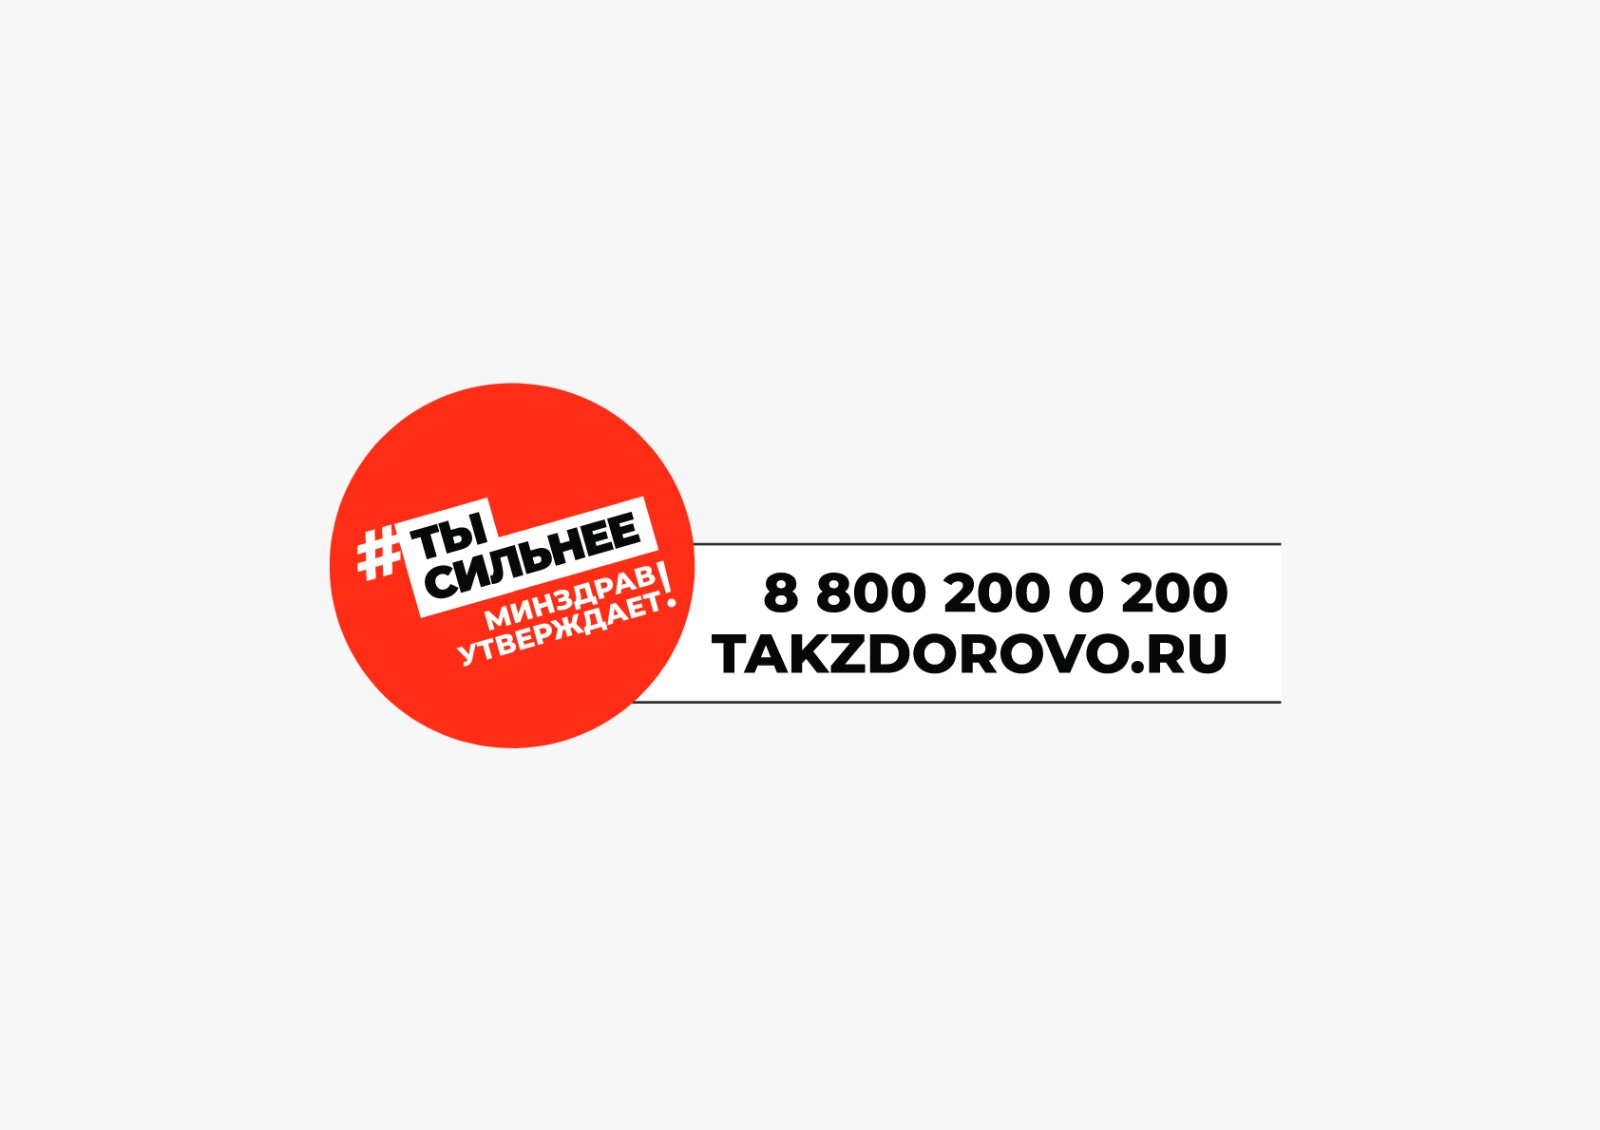 #ТЫ
СИЛЬНЕЕ
МИНЗДРАВ
УТВЕРЖДАЕТ!
8 800 200 0 200
TAKZDOROVO.RU